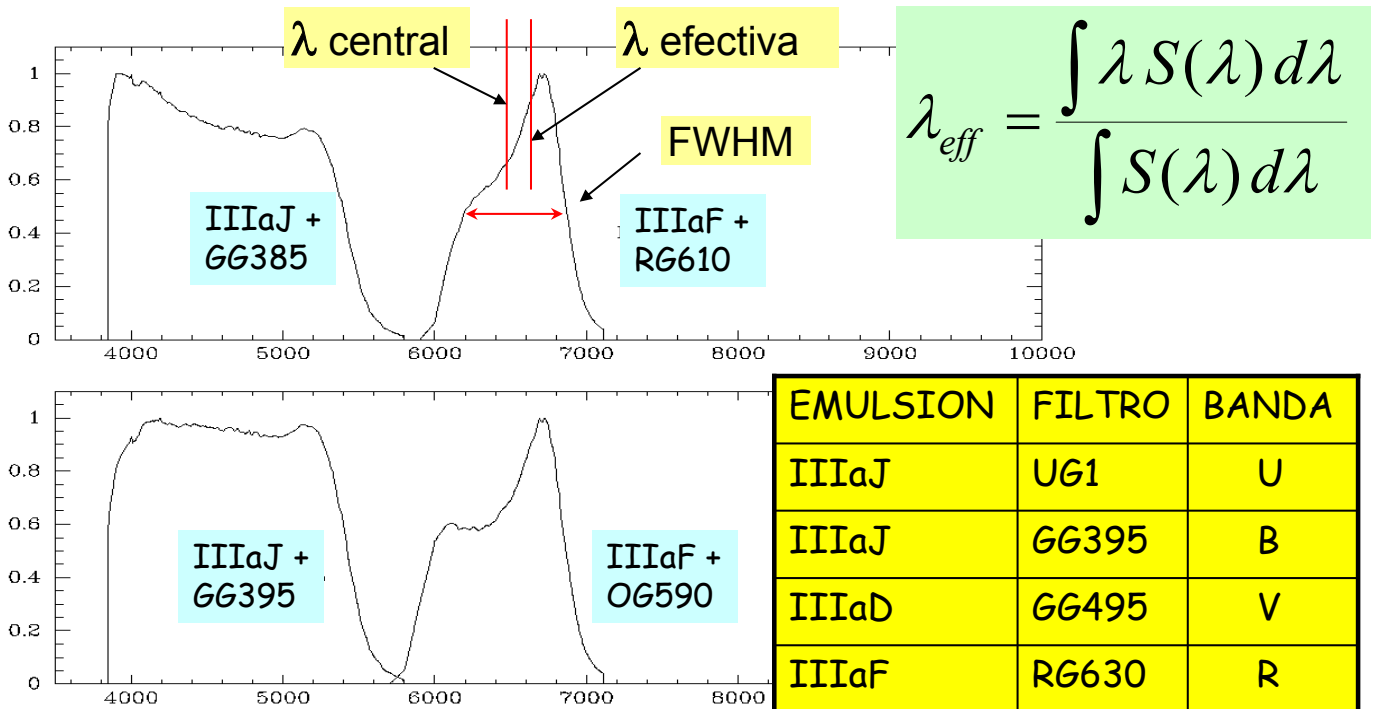 λ central
λ efectiva
FWHM
1
0.8
0.6
0.4
0.2
0
IIIaJ +
GG385
IIIaF +
RG610
4000 5000 6000 7000 8000 9000 10000
λeff = ∫ λ S(λ) dλ / ∫ S(λ) dλ
1
0.8
0.6
0.4
0.2
0
IIIaJ +
GG395
IIIaF +
OG590
4000 5000 6000 7000 8000
EMULSION FILTRO BANDA
IIIaJ UG1 U
IIIaJ GG395 B
IIIaD GG495 V
IIIaF RG630 R